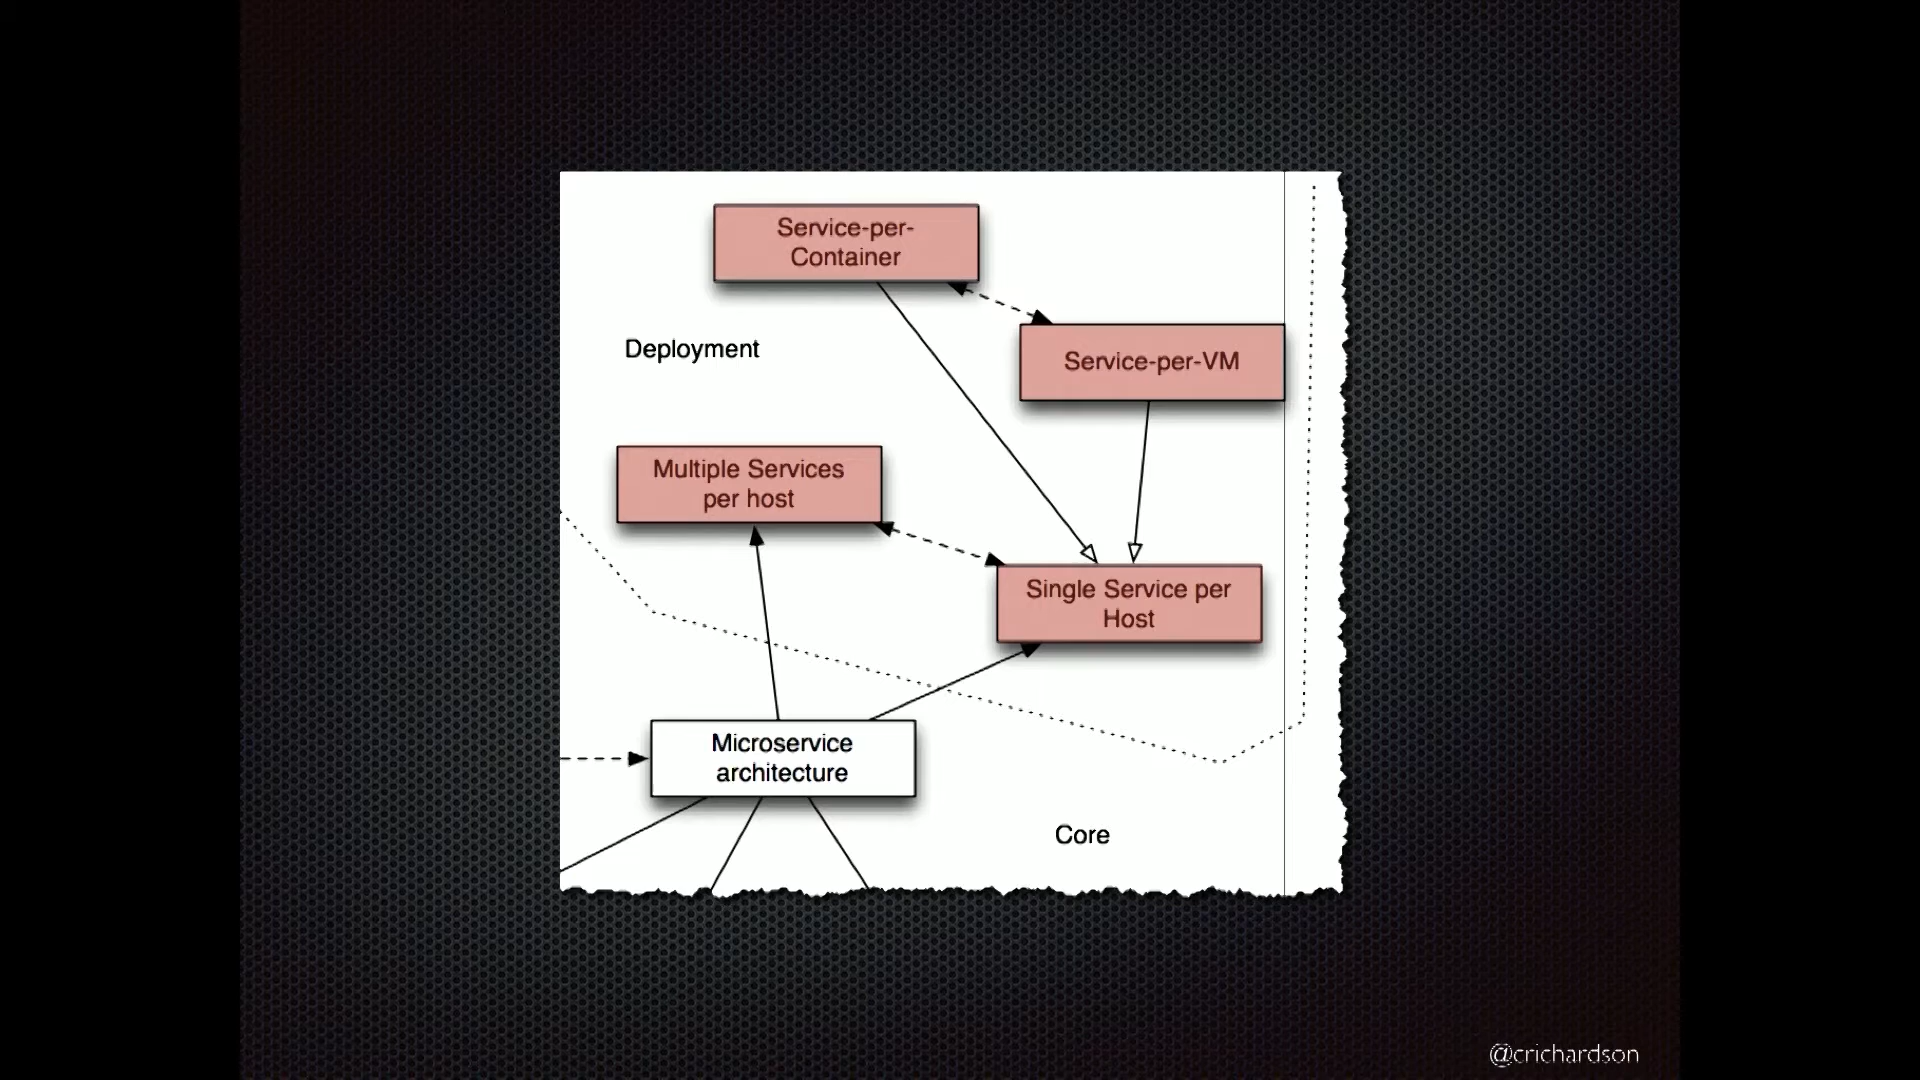 Service-per-
Container
Service-per-VM
Deployment
Multiple Services
per host
Single Service per
Host
Microservice
architecture
Core
@crichardson